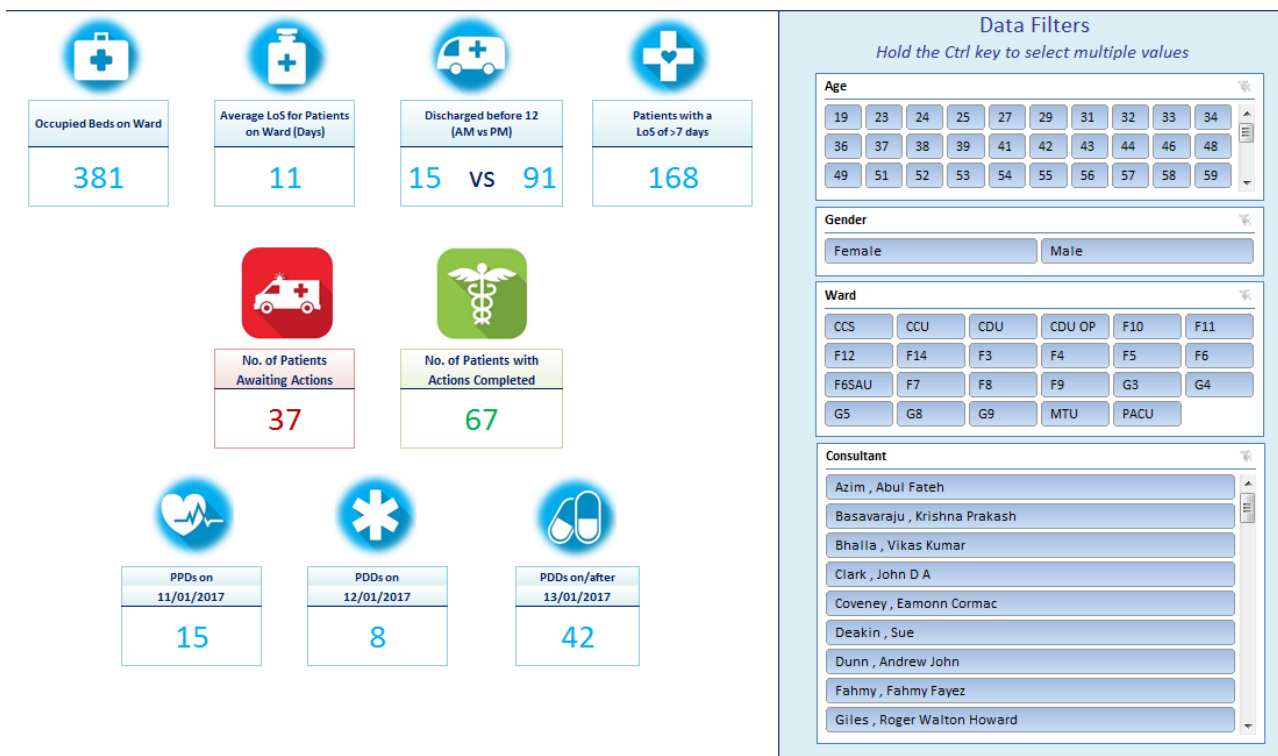 Occupied Beds on Ward
381
Average LoS for Patients
on Ward (Days)
11
Discharged before 12
(AM vs PM)
15 vs 91
Patients with a
LoS of >7 days
168
No. of Patients
Awaiting Actions
37
No. of Patients with
Actions Completed
67
PPDs on
11/01/2017
15
PDDs on
12/01/2017
8
PDDs on/after
13/01/2017
42
Data Filters
Hold the Ctrl key to select multiple values
Age
19 23 24 25 27 29 31 32 33 34
36 37 38 39 41 42 43 44 46 48
49 51 52 53 54 55 56 57 58 59
Gender
Female Male
Ward
CCS CCU CDU CDU OP F10 F11
F12 F14 F3 F4 F5 F6
F6SAU F7 F8 F9 G3 G4
G5 G8 G9 MTU PACU
Consultant
Azim , Abul Fateh
Basavaraju , Krishna Prakash
Bhalla , Vikas Kumar
Clark , John D A
Coveney , Eamonn Cormac
Deakin , Sue
Dunn , Andrew John
Fahmy , Fahmy Fayez
Giles , Roger Walton Howard